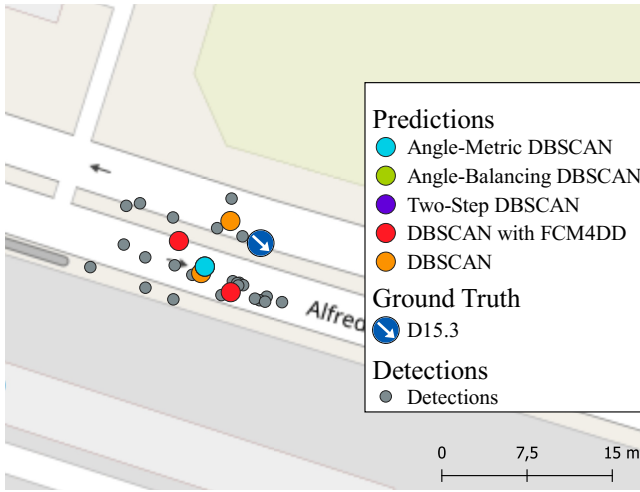 Predictions
Angle-Metric DBSCAN
Angle-Balancing DBSCAN
Two-Step DBSCAN
DBSCAN with FCM4DD
DBSCAN
Ground Truth
D15.3
Detections
Detections
Alfred
0 7,5 15 m